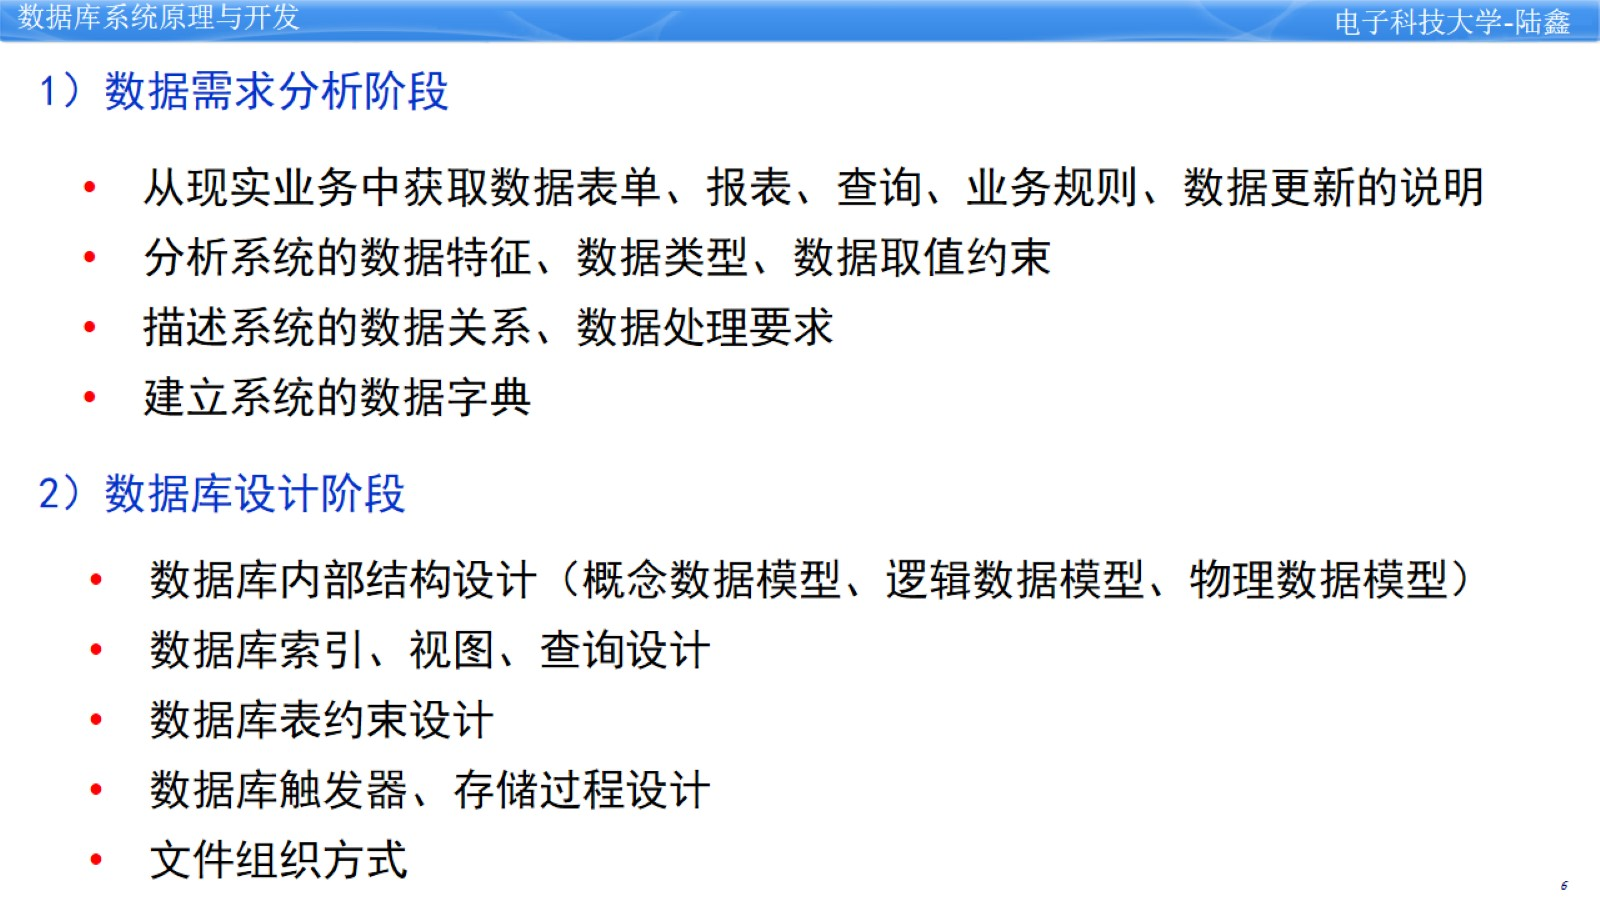 数据库系统原理与开发
电子科技大学-陆鑫
1）数据需求分析阶段
• 从现实业务中获取数据表单、报表、查询、业务规则、数据更新的说明
• 分析系统的数据特征、数据类型、数据取值约束
• 描述系统的数据关系、数据处理要求
• 建立系统的数据字典
2）数据库设计阶段
• 数据库内部结构设计（概念数据模型、逻辑数据模型、物理数据模型）
• 数据库索引、视图、查询设计
• 数据库表约束设计
• 数据库触发器、存储过程设计
• 文件组织方式
6